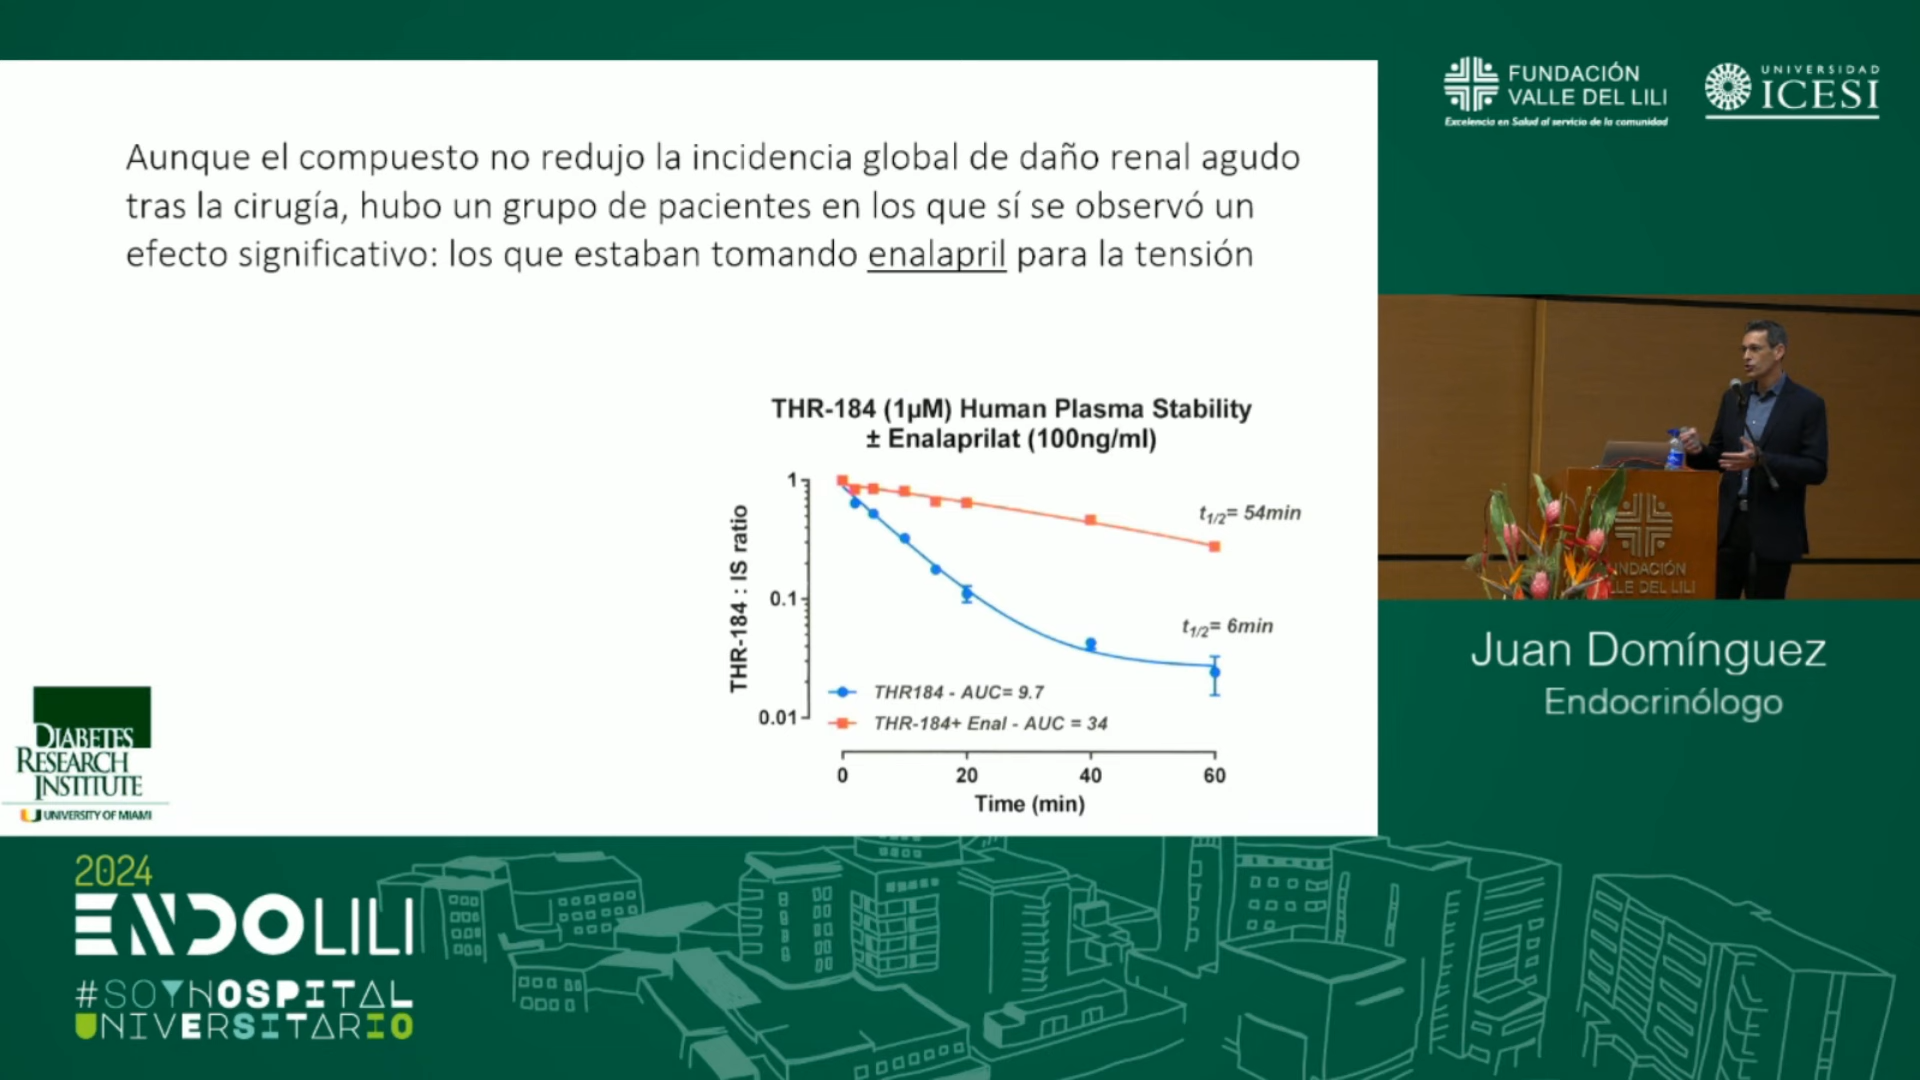 FUNDACIÓN
VALLE DEL LILI
Excelencia en Salud al servicio de la comunidad
UNIVERSIDAD
ICESI
Aunque el compuesto no redujo la incidencia global de daño renal agudo
tras la cirugía, hubo un grupo de pacientes en los que sí se observó un
efecto significativo: los que estaban tomando enalapril para la tensión
THR-184 (1µM) Human Plasma Stability
± Enalaprilat (100ng/ml)
THR-184 : IS ratio
1
0.1
0.01
t1/2= 54min
t1/2= 6min
THR184 - AUC= 9.7
THR-184+ Enal - AUC = 34
0 20 40 60
Time (min)
DIABETES
RESEARCH
INSTITUTE
UNIVERSITY OF MIAMI
NDACIÓN
LLE DEL LILI
Juan Domínguez
Endocrinólogo
2024
ENDOLILI
#SOYHOSPITAL
UNIVERSITARIO